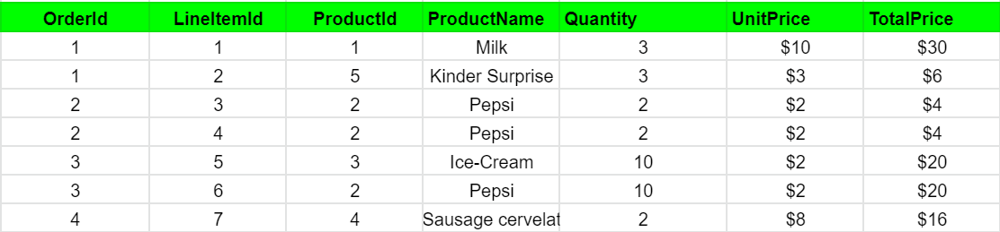 OrderId LineItemId ProductId ProductName Quantity UnitPrice TotalPrice
1 1 1 Milk 3 $10 $30
1 2 5 Kinder Surprise 3 $3 $6
2 3 2 Pepsi 2 $2 $4
2 4 2 Pepsi 2 $2 $4
3 5 3 Ice-Cream 10 $2 $20
3 6 2 Pepsi 10 $2 $20
4 7 4 Sausage cervelat 2 $8 $16